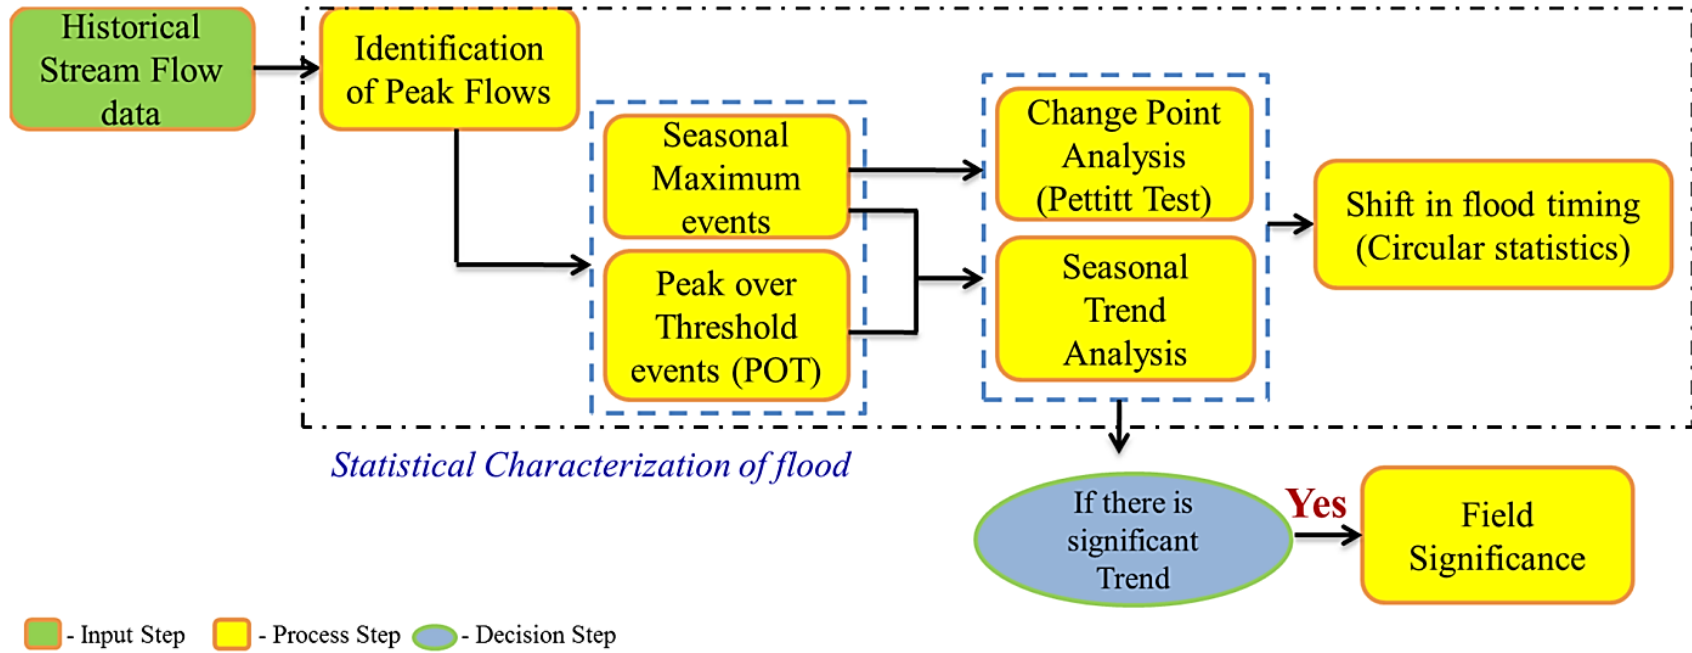 Historical
Stream Flow
data
Identification
of Peak Flows
Seasonal
Maximum
events
Peak over
Threshold
events (POT)
Change Point
Analysis
(Pettitt Test)
Seasonal
Trend
Analysis
Shift in flood timing
(Circular statistics)
Statistical Characterization of flood
If there is
significant
Trend
Yes
Field
Significance
- Input Step
- Process Step
- Decision Step